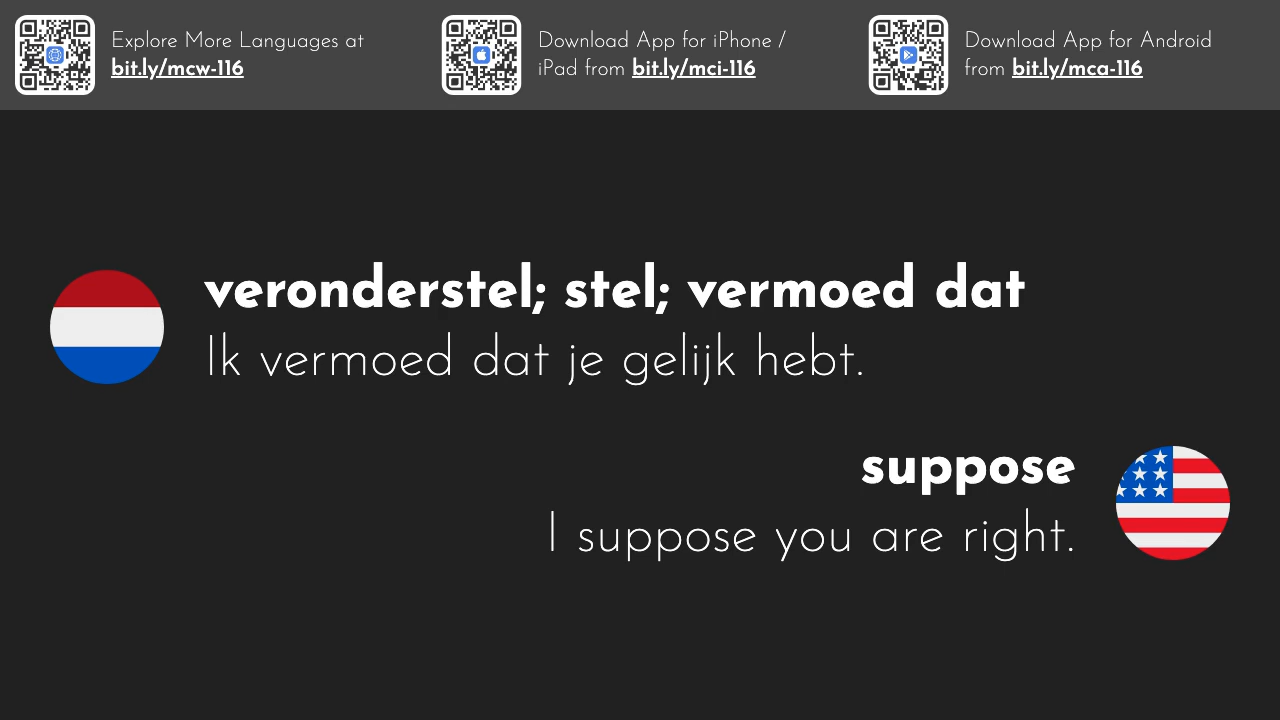 Explore More Languages at
bit.ly/mcw-116
Download App for iPhone /
iPad from bit.ly/mci-116
Download App for Android
from bit.ly/mca-116
veronderstel; stel; vermoed dat
Ik vermoed dat je gelijk hebt.
suppose
I suppose you are right.